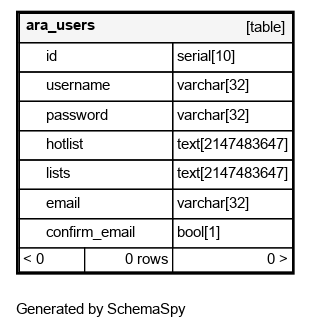 ara_users [table]
id serial[10]
username varchar[32]
password varchar[32]
hotlist text[2147483647]
lists text[2147483647]
email varchar[32]
confirm_email bool[1]
< 0 0 rows 0 >
Generated by SchemaSpy